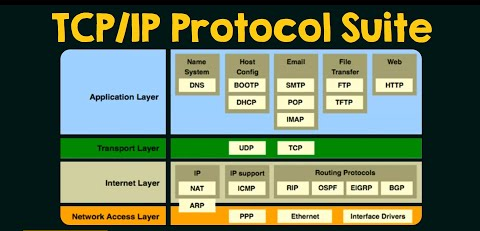 TCP/IP Protocol Suite
Application Layer
Name System
DNS
Host Config
BOOTP
DHCP
Email
SMTP
POP
IMAP
File Transfer
FTP
TFTP
Web
HTTP
Transport Layer
UDP
TCP
Internet Layer
IP
NAT
IP support
ICMP
Routing Protocols
RIP
OSPF
EIGRP
BGP
ARP
Network Access Layer
PPP
Ethernet
Interface Drivers